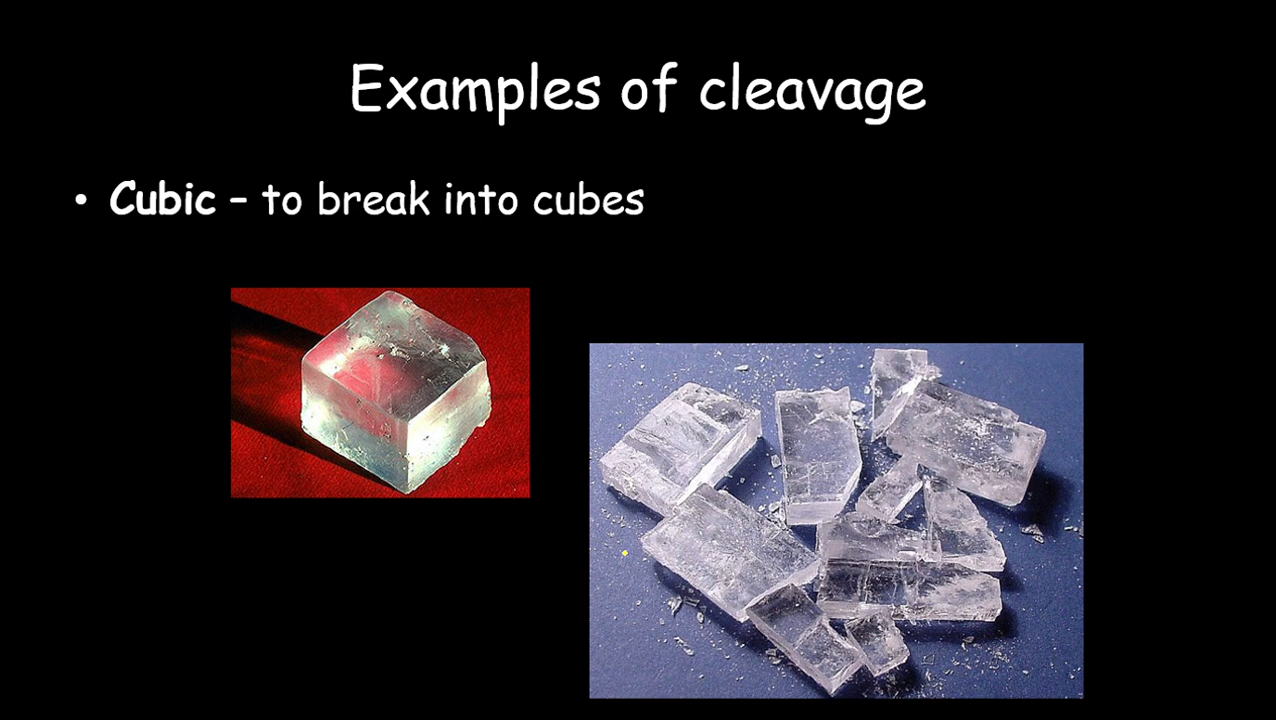 Examples of cleavage
• Cubic – to break into cubes